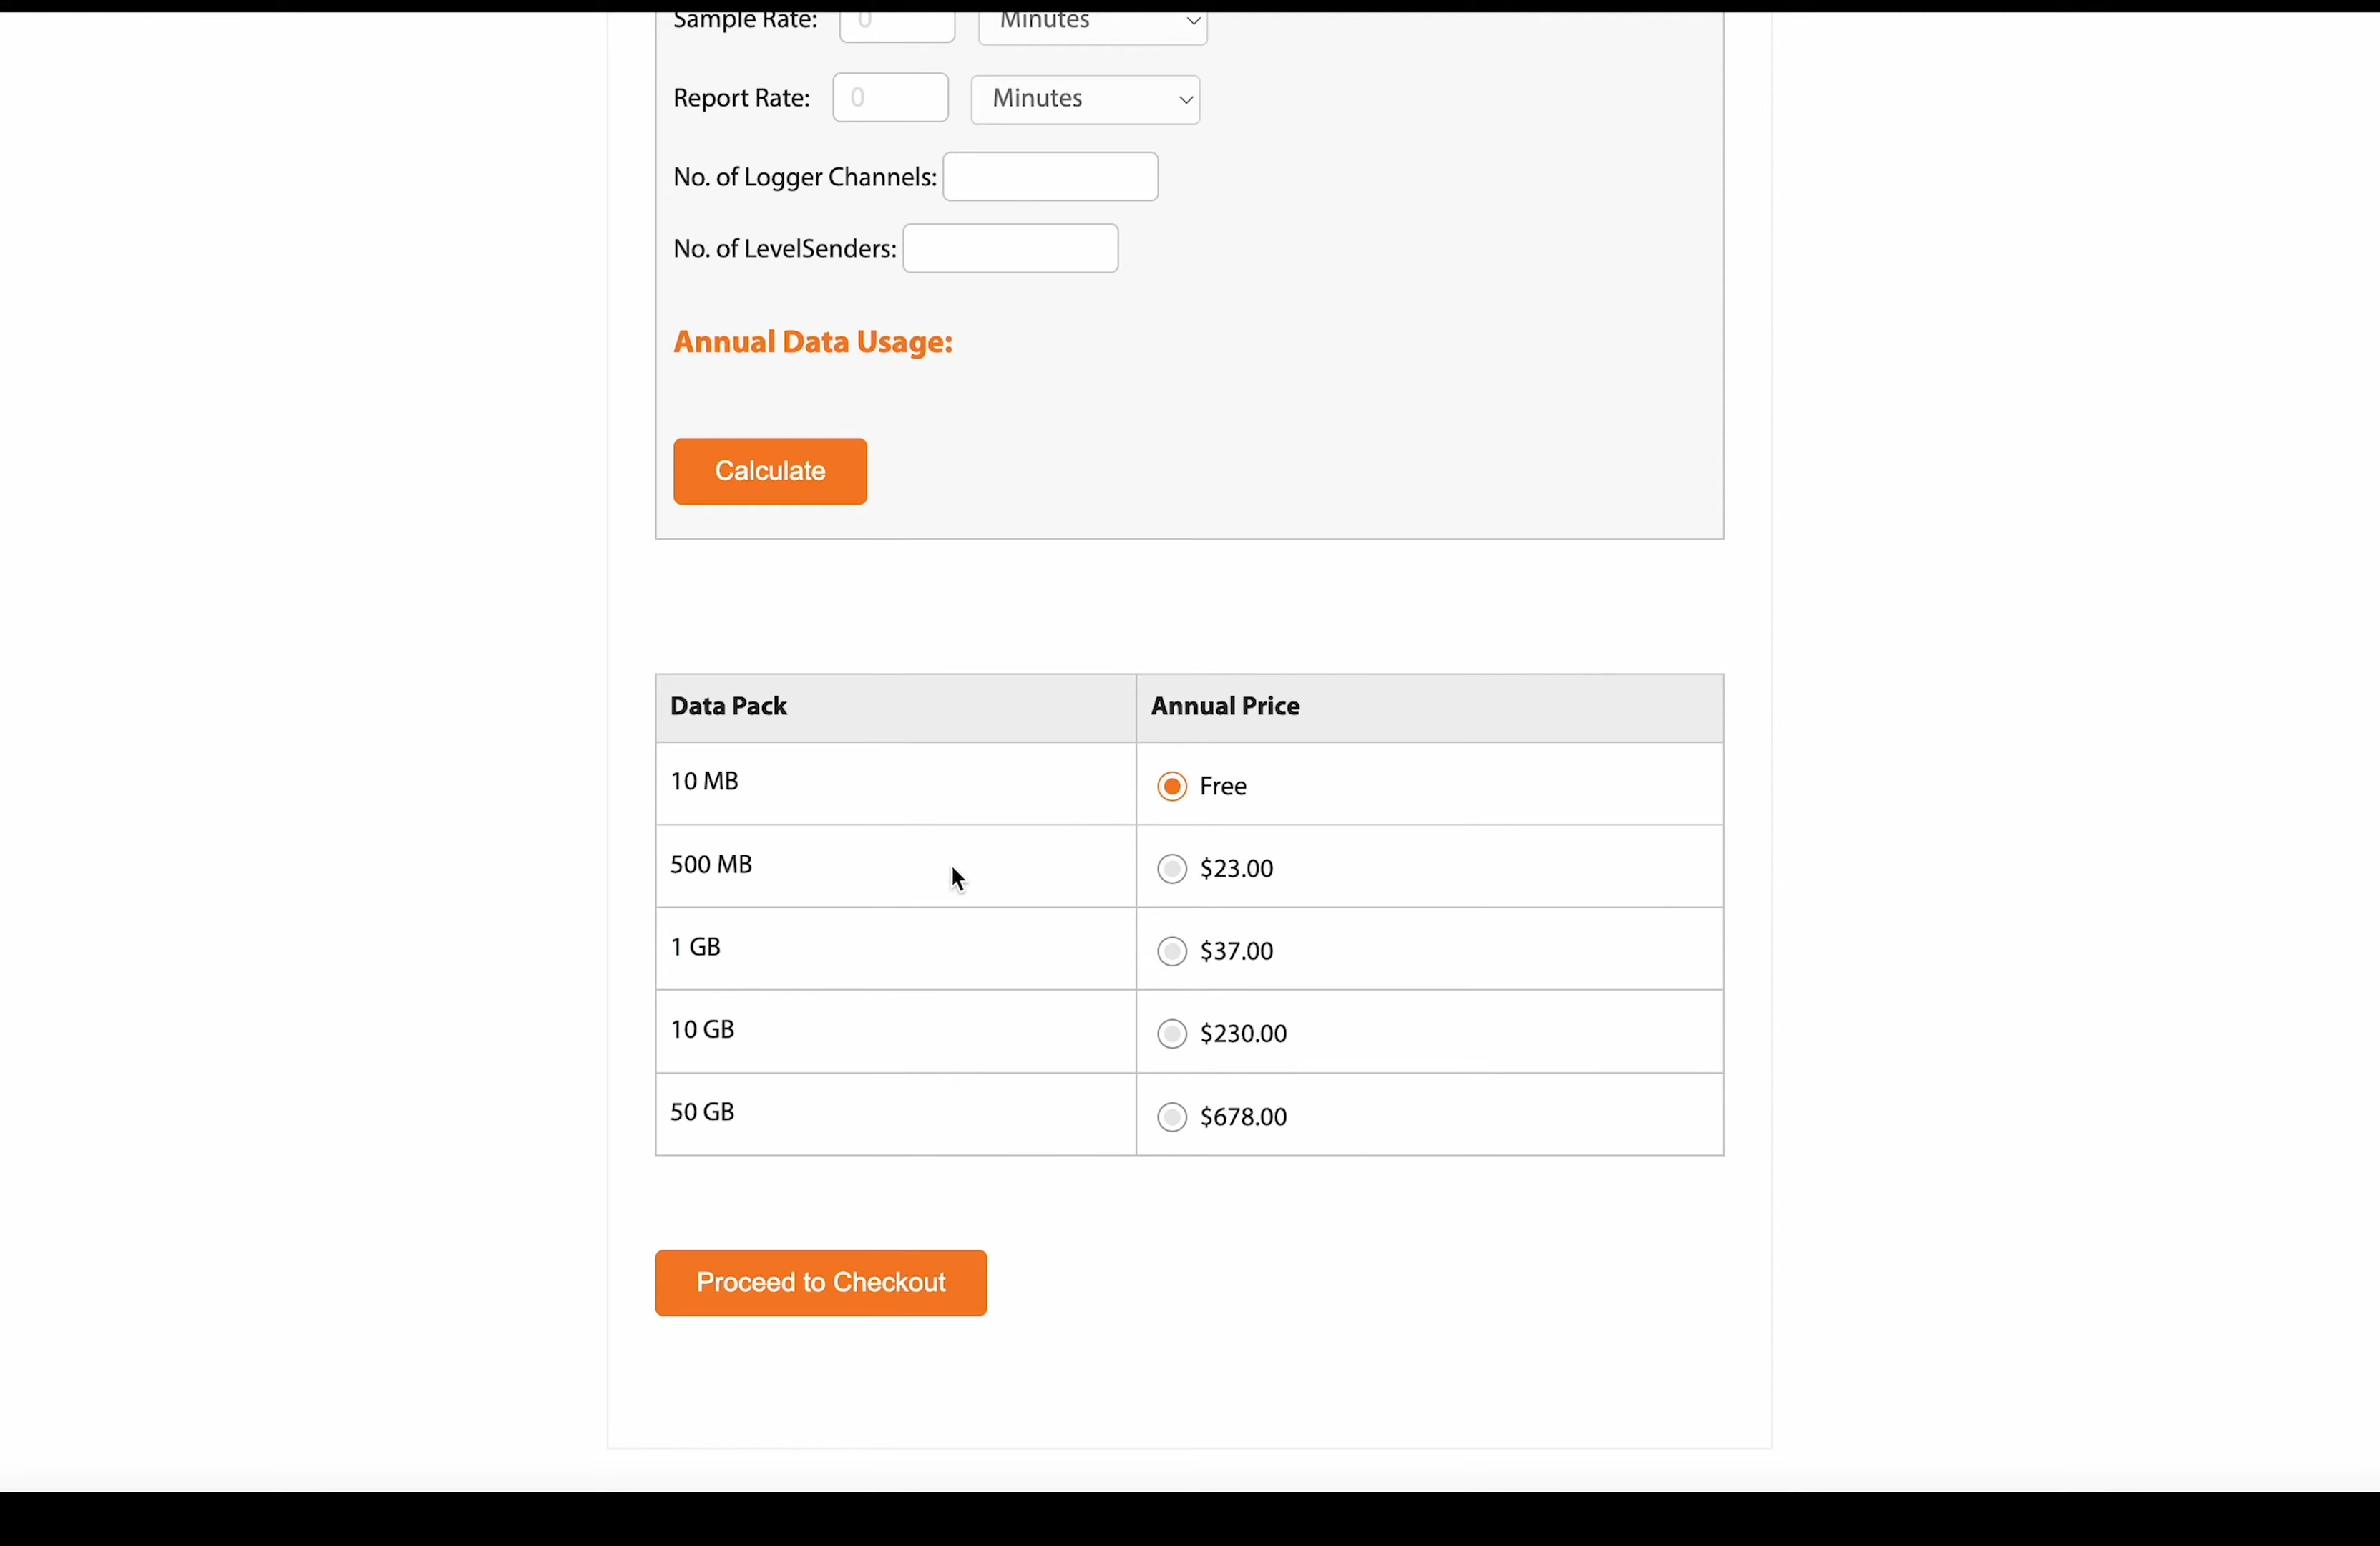 Sample Rate: 0 Minutes
Report Rate: 0 Minutes
No. of Logger Channels:
No. of LevelSenders:
Annual Data Usage:
Calculate
Data Pack Annual Price
10 MB Free
500 MB $23.00
1 GB $37.00
10 GB $230.00
50 GB $678.00
Proceed to Checkout